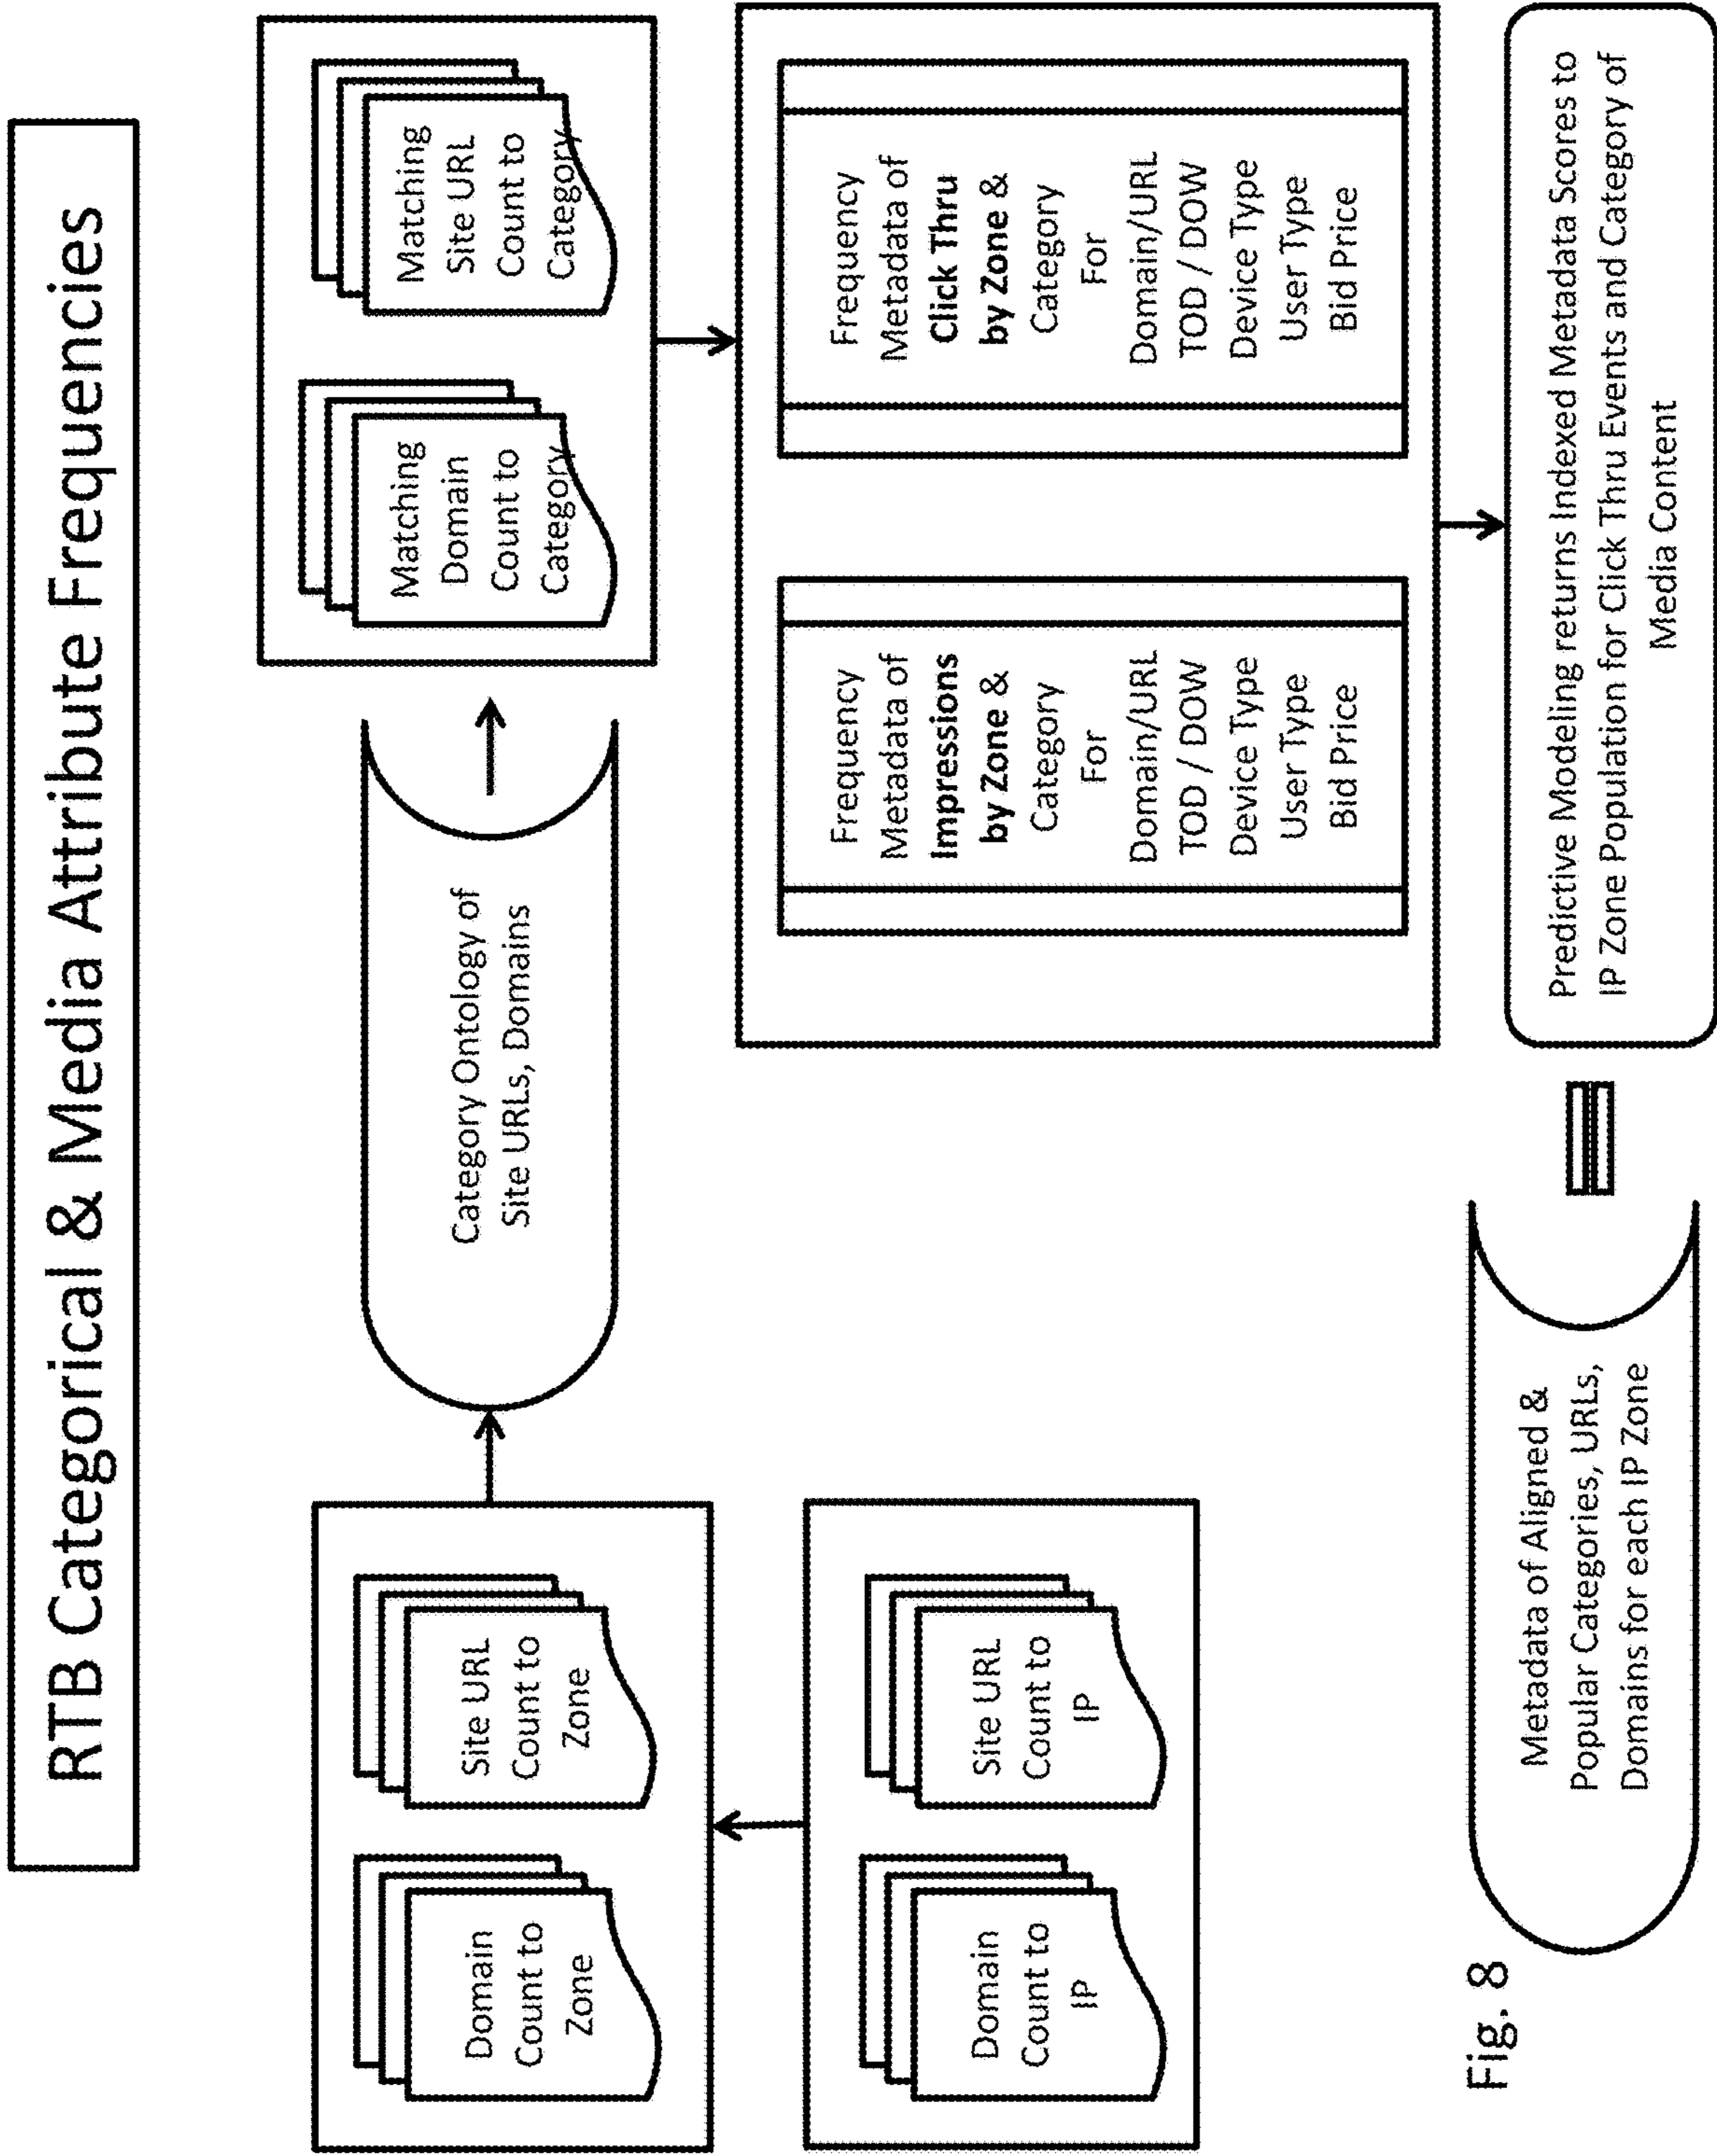 RTB Categorical & Media Attribute Frequencies
Domain
Count to
Zone
Site URL
Count to
Zone
Domain
Count to
IP
Site URL
Count to
IP
Category Ontology of
Site URLs, Domains
Matching
Domain
Count to
Category
Matching
Site URL
Count to
Category
Frequency
Metadata of
Impressions
by Zone &
Category
For
Domain/URL
TOD / DOW
Device Type
User Type
Bid Price
Frequency
Metadata of
Click Thru
by Zone &
Category
For
Domain/URL
TOD / DOW
Device Type
User Type
Bid Price
Metadata of Aligned &
Popular Categories, URLs,
Domains for each IP Zone
Predictive Modeling returns Indexed Metadata Scores to
IP Zone Population for Click Thru Events and Category of
Media Content
Fig. 8